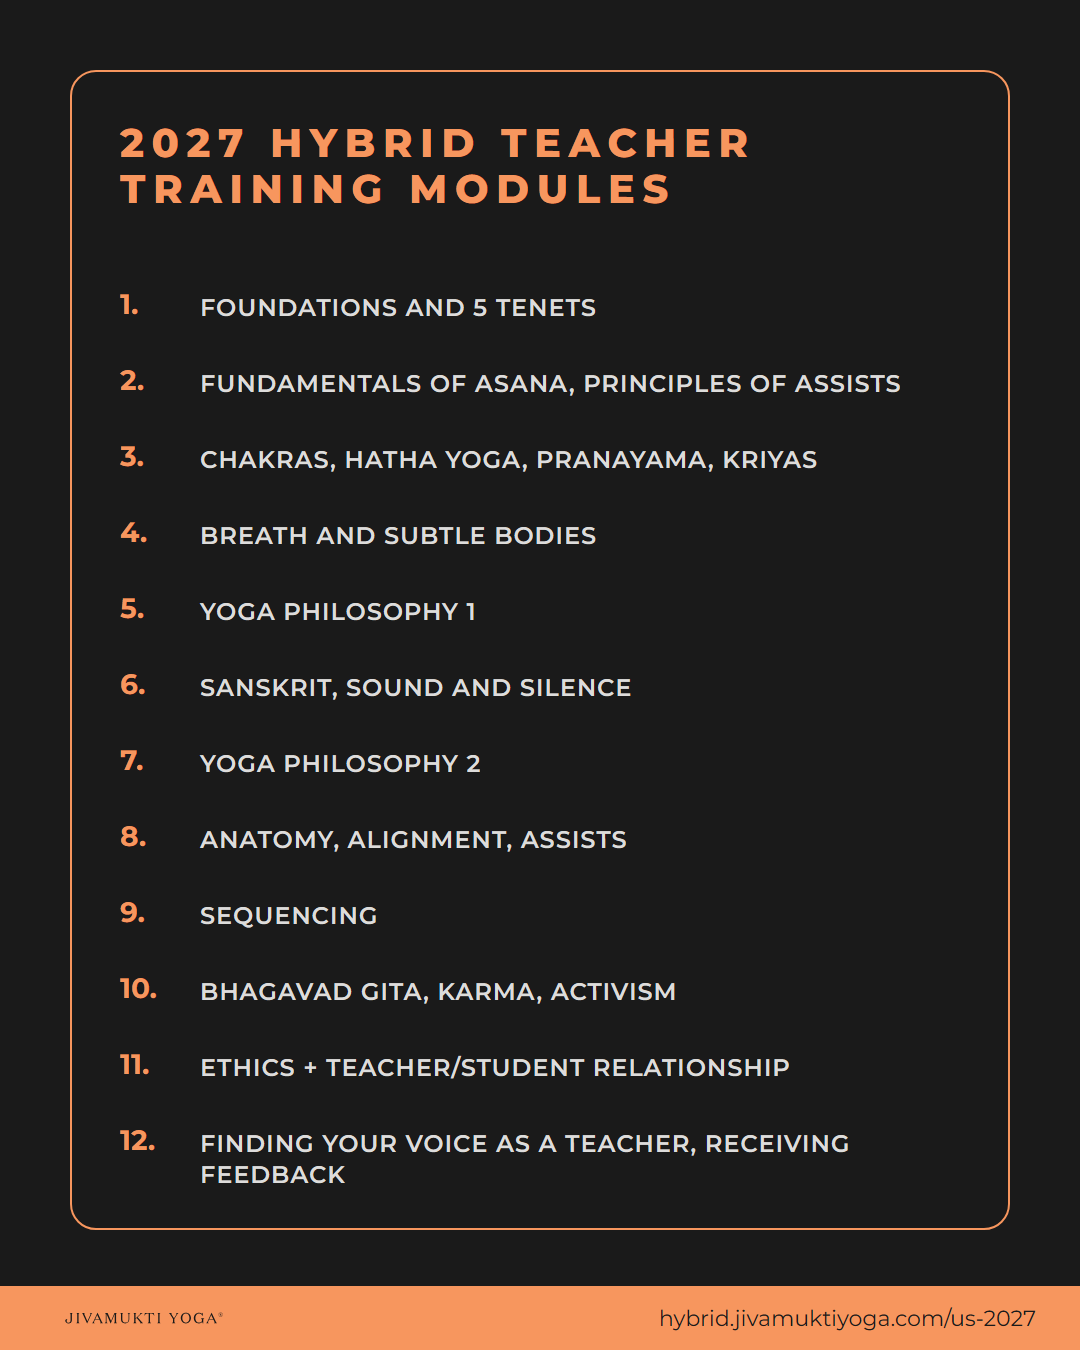 2027 HYBRID TEACHER
TRAINING MODULES
1. FOUNDATIONS AND 5 TENETS
2. FUNDAMENTALS OF ASANA, PRINCIPLES OF ASSISTS
3. CHAKRAS, HATHA YOGA, PRANAYAMA, KRIYAS
4. BREATH AND SUBTLE BODIES
5. YOGA PHILOSOPHY 1
6. SANSKRIT, SOUND AND SILENCE
7. YOGA PHILOSOPHY 2
8. ANATOMY, ALIGNMENT, ASSISTS
9. SEQUENCING
10. BHAGAVAD GITA, KARMA, ACTIVISM
11. ETHICS + TEACHER/STUDENT RELATIONSHIP
12. FINDING YOUR VOICE AS A TEACHER, RECEIVING
FEEDBACK
JIVAMUKTI YOGA®
hybrid.jivamuktiyoga.com/us-2027